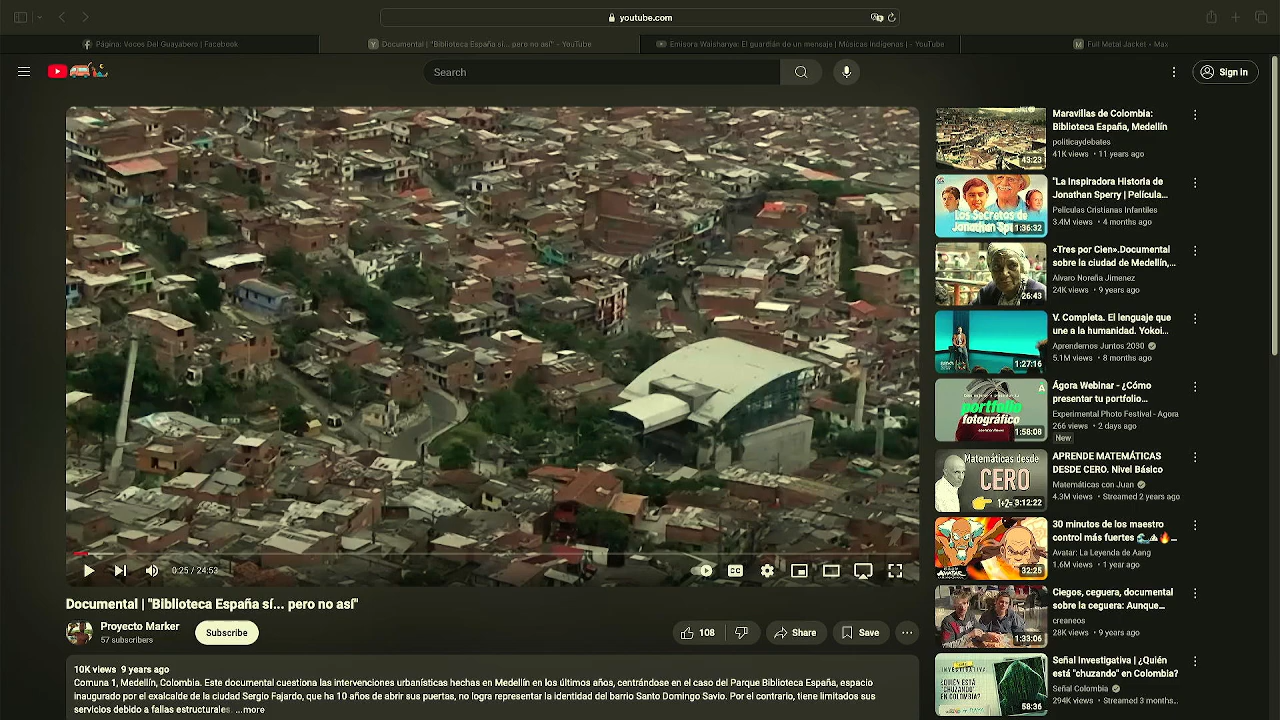 youtube.com
Página: Voces Del Guayabero | Facebook
Y
Documental | "Biblioteca España sí... pero no así" - YouTube
Emisora Waishanya: El guardián de un mensaje | Músicas Indígenas | - YouTube
M
Full Metal Jacket - Max
Search
Sign in
0:25 / 24:53
CC
Documental | "Biblioteca España sí... pero no así"
Proyecto Marker
57 subscribers
Subscribe
108
Share
Save
10K views 9 years ago
Comuna 1, Medellín, Colombia. Este documental cuestiona las intervenciones urbanísticas hechas en Medellín en los últimos años, centrándose en el caso del Parque Biblioteca España, espacio
inaugurado por el exalcalde de la ciudad Sergio Fajardo, que ha 10 años de abrir sus puertas, no logra representar la identidad del barrio Santo Domingo Savio. Por el contrario, tiene limitados sus
servicios debido a fallas estructurales. ...more
43:23
Maravillas de Colombia:
Biblioteca España, Medellín
politicaydebates
41K views • 11 years ago
Los Secretos de
1:36:32
"La Inspiradora Historia de
Jonathan Sperry | Película...
Películas Cristianas Infantiles
3.4M views • 4 months ago
26:43
«Tres por Cien».Documental
sobre la ciudad de Medellín,...
Alvaro Noreña Jimenez
24K views • 9 years ago
1:27:16
V. Completa. El lenguaje que
une a la humanidad. Yokoi...
Aprendemos Juntos 2030
5.1M views • 8 months ago
A
portfolio
fotográfico
1:58:08
Ágora Webinar - ¿Cómo
presentar tu portfolio...
Experimental Photo Festival - Agora
266 views • 2 days ago
New
Matemáticas desde
CERO
1+2=
3:12:22
APRENDE MATEMÁTICAS
DESDE CERO. Nivel Básico
Matemáticas con Juan
4.3M views • Streamed 2 years ago
AVATAR
32:25
30 minutos de los maestro
control más fuertes
Avatar: La Leyenda de Aang
1.6M views • 1 year ago
1:33:06
Ciegos, ceguera, documental
sobre la ceguera: Aunque...
creaneos
28K views • 9 years ago
INVESTIGATIVA
¿QUIÉN ESTÁ
"CHUZANDO"
EN COLOMBIA?
58:36
Señal Investigativa | ¿Quién
está "chuzando" en Colombia?
Señal Colombia
294K views • Streamed 3 months...